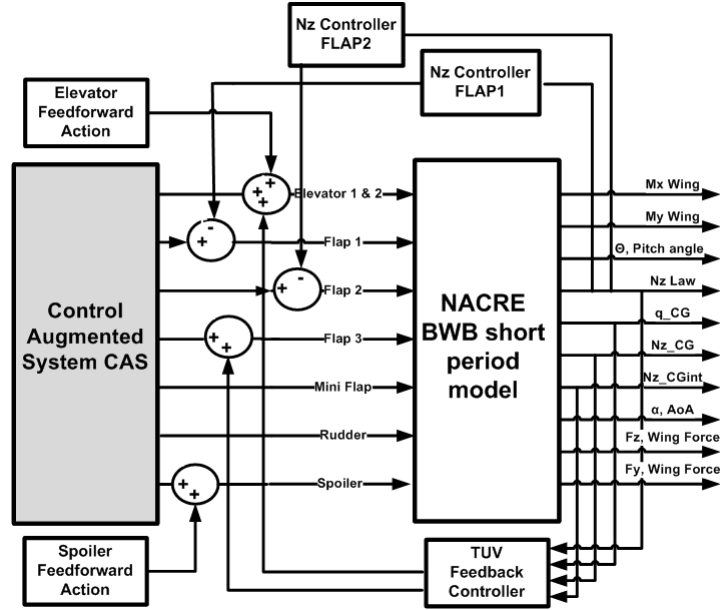 Nz Controller
FLAP2
Nz Controller
FLAP1
Elevator
Feedforward
Action
Control
Augmented
System CAS
Spoiler
Feedforward
Action
+
+
+
-
+
-
+
+
+
+
+
Elevator 1 & 2
Flap 1
Flap 2
Flap 3
Mini Flap
Rudder
Spoiler
NACRE
BWB short
period
model
TUV
Feedback
Controller
Mx Wing
My Wing
Θ, Pitch angle
Nz Law
q_CG
Nz_CG
Nz_CGint
α, AoA
Fz, Wing Force
Fy, Wing Force